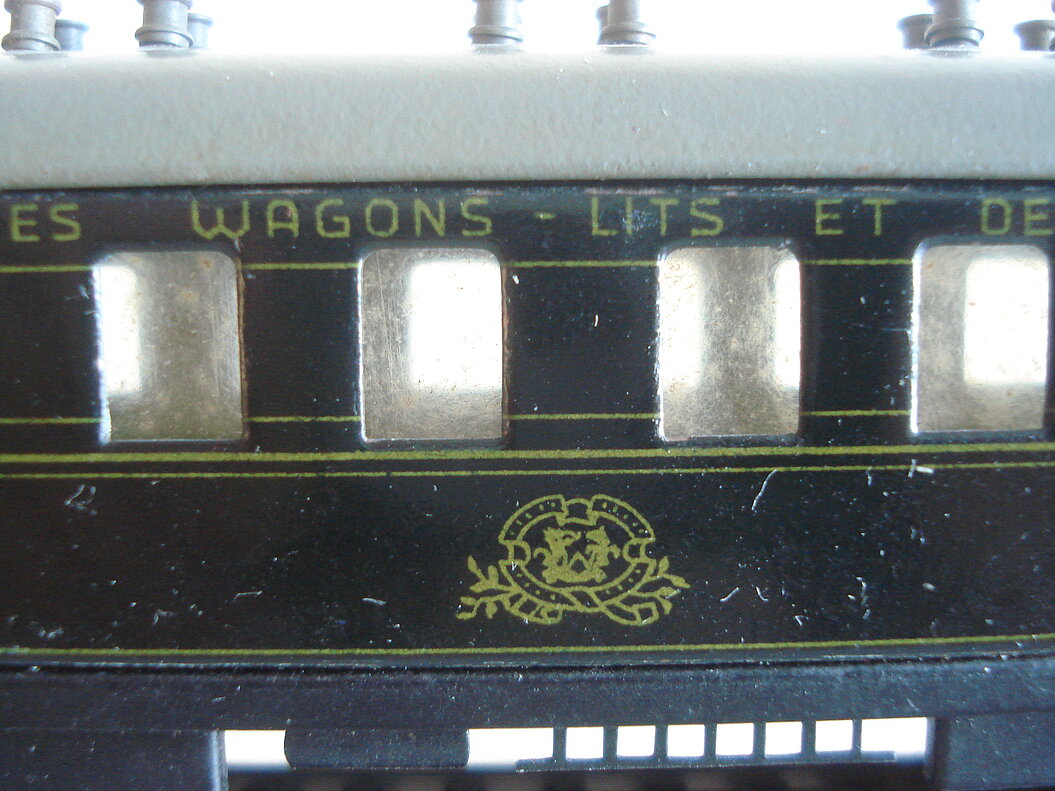 ES WAGONS - LITS ET DE